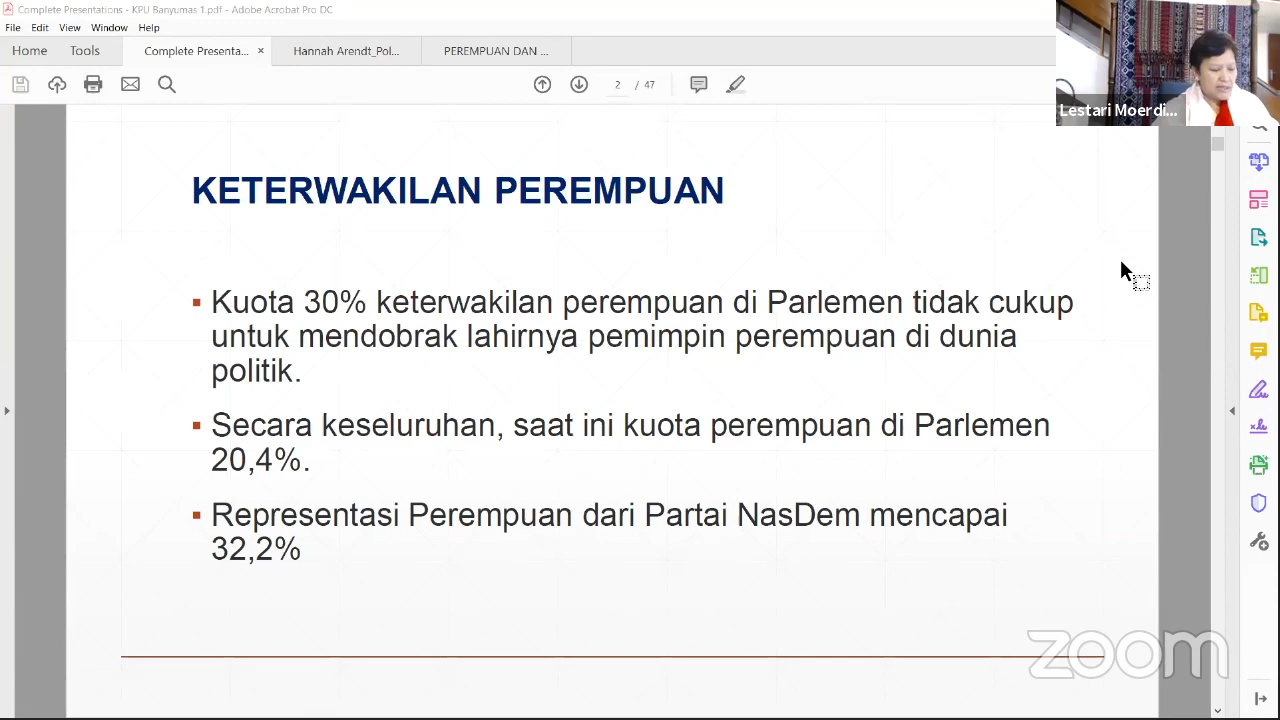 Complete Presentations - KPU Banyumas 1.pdf - Adobe Acrobat Pro DC
File Edit View Window Help
Home Tools Complete Presenta... × Hannah Arendt_Pol... PEREMPUAN DAN ...
2 / 47
Lestari Moerdi...
KETERWAKILAN PEREMPUAN
▪ Kuota 30% keterwakilan perempuan di Parlemen tidak cukup
untuk mendobrak lahirnya pemimpin perempuan di dunia
politik.
▪ Secara keseluruhan, saat ini kuota perempuan di Parlemen
20,4%.
▪ Representasi Perempuan dari Partai NasDem mencapai
32,2%
zoom